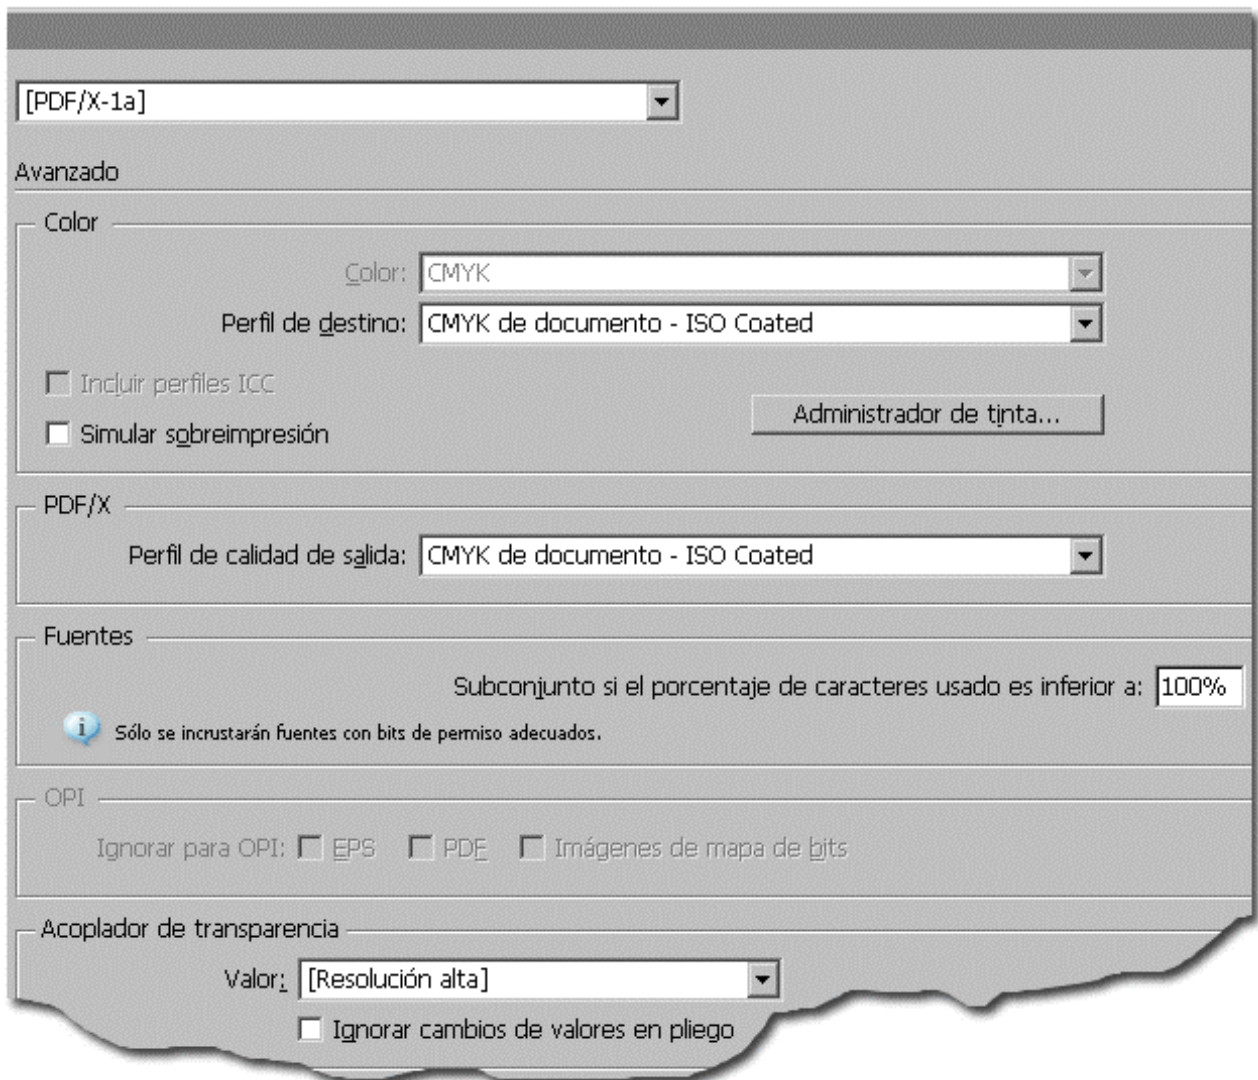 [PDF/X-1a]
Avanzado
Color
Color: CMYK
Perfil de destino: CMYK de documento - ISO Coated
Incluir perfiles ICC
Administrador de tinta...
Simular sobreimpresión
PDF/X
Perfil de calidad de salida: CMYK de documento - ISO Coated
Fuentes
Subconjunto si el porcentaje de caracteres usado es inferior a: 100%
Sólo se incrustarán fuentes con bits de permiso adecuados.
OPI
Ignorar para OPI: EPS PDF Imágenes de mapa de bits
Acoplador de transparencia
Valor: [Resolución alta]
Ignorar cambios de valores en pliego